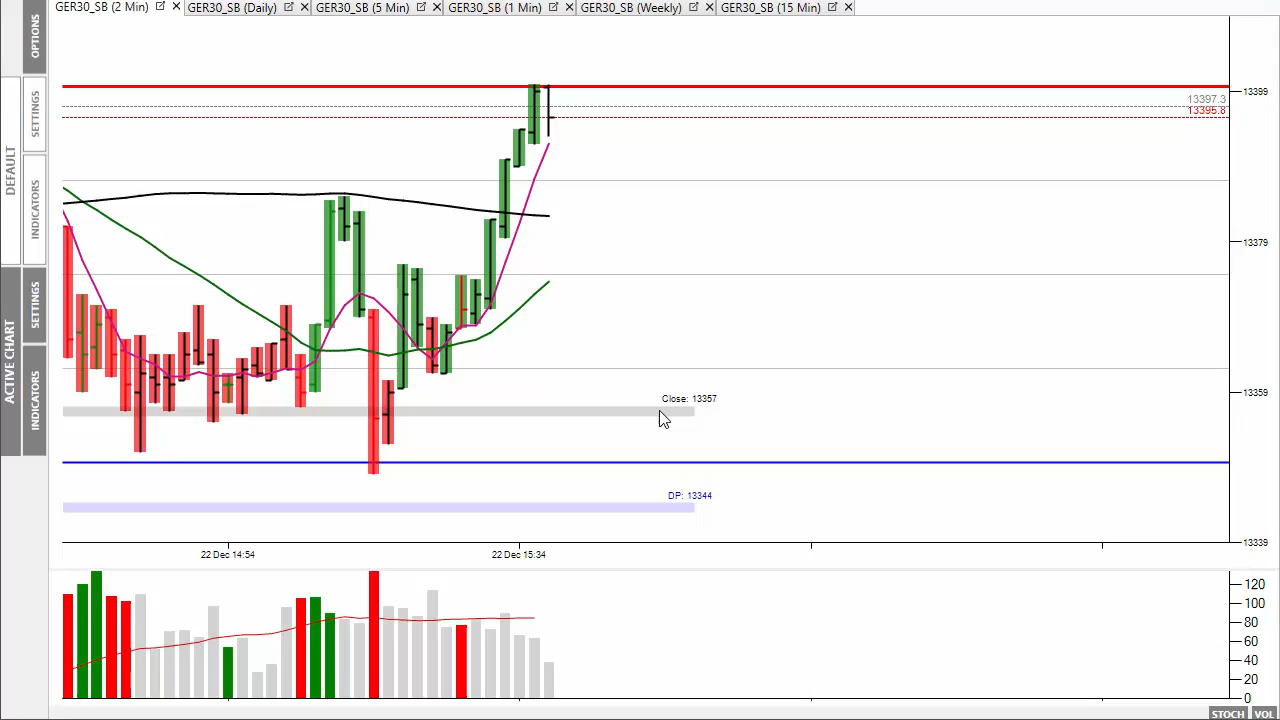 GER30_SB (2 Min) GER30_SB (Daily) GER30_SB (5 Min) GER30_SB (1 Min) GER30_SB (Weekly) GER30_SB (15 Min)
OPTIONS
SETTINGS
DEFAULT
INDICATORS
SETTINGS
ACTIVE CHART
INDICATORS
13399
13397.3
13395.8
13379
13359
Close: 13357
DP: 13344
13339
22 Dec 14:54 22 Dec 15:34
120
100
80
60
40
20
0
STOCH VOL